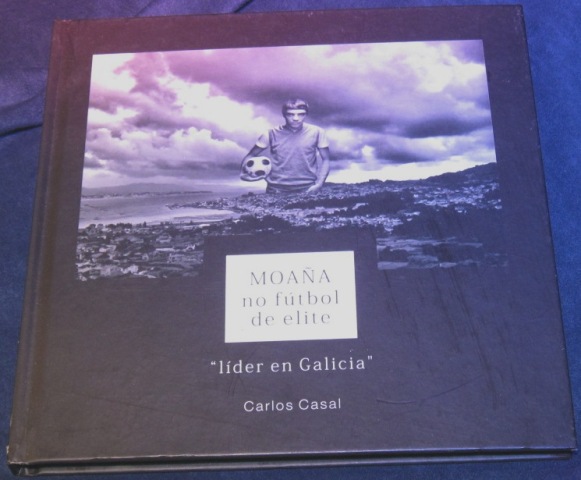 MOAÑA
no fútbol
de elite
“líder en Galicia”
Carlos Casal